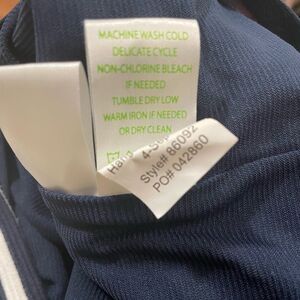 MACHINE WASH COLD
DELICATE CYCLE
NON-CHLORINE BLEACH
IF NEEDED
TUMBLE DRY LOW
WARM IRON IF NEEDED
OR DRY CLEAN
Style# a6092
PO# 042860